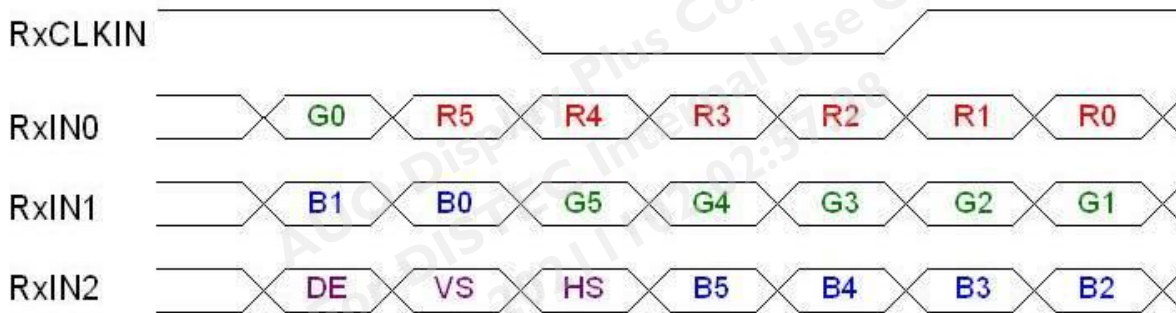 RxCLKIN
RxIN0 G0 R5 R4 R3 R2 R1 R0
RxIN1 B1 B0 G5 G4 G3 G2 G1
RxIN2 DE VS HS B5 B4 B3 B2